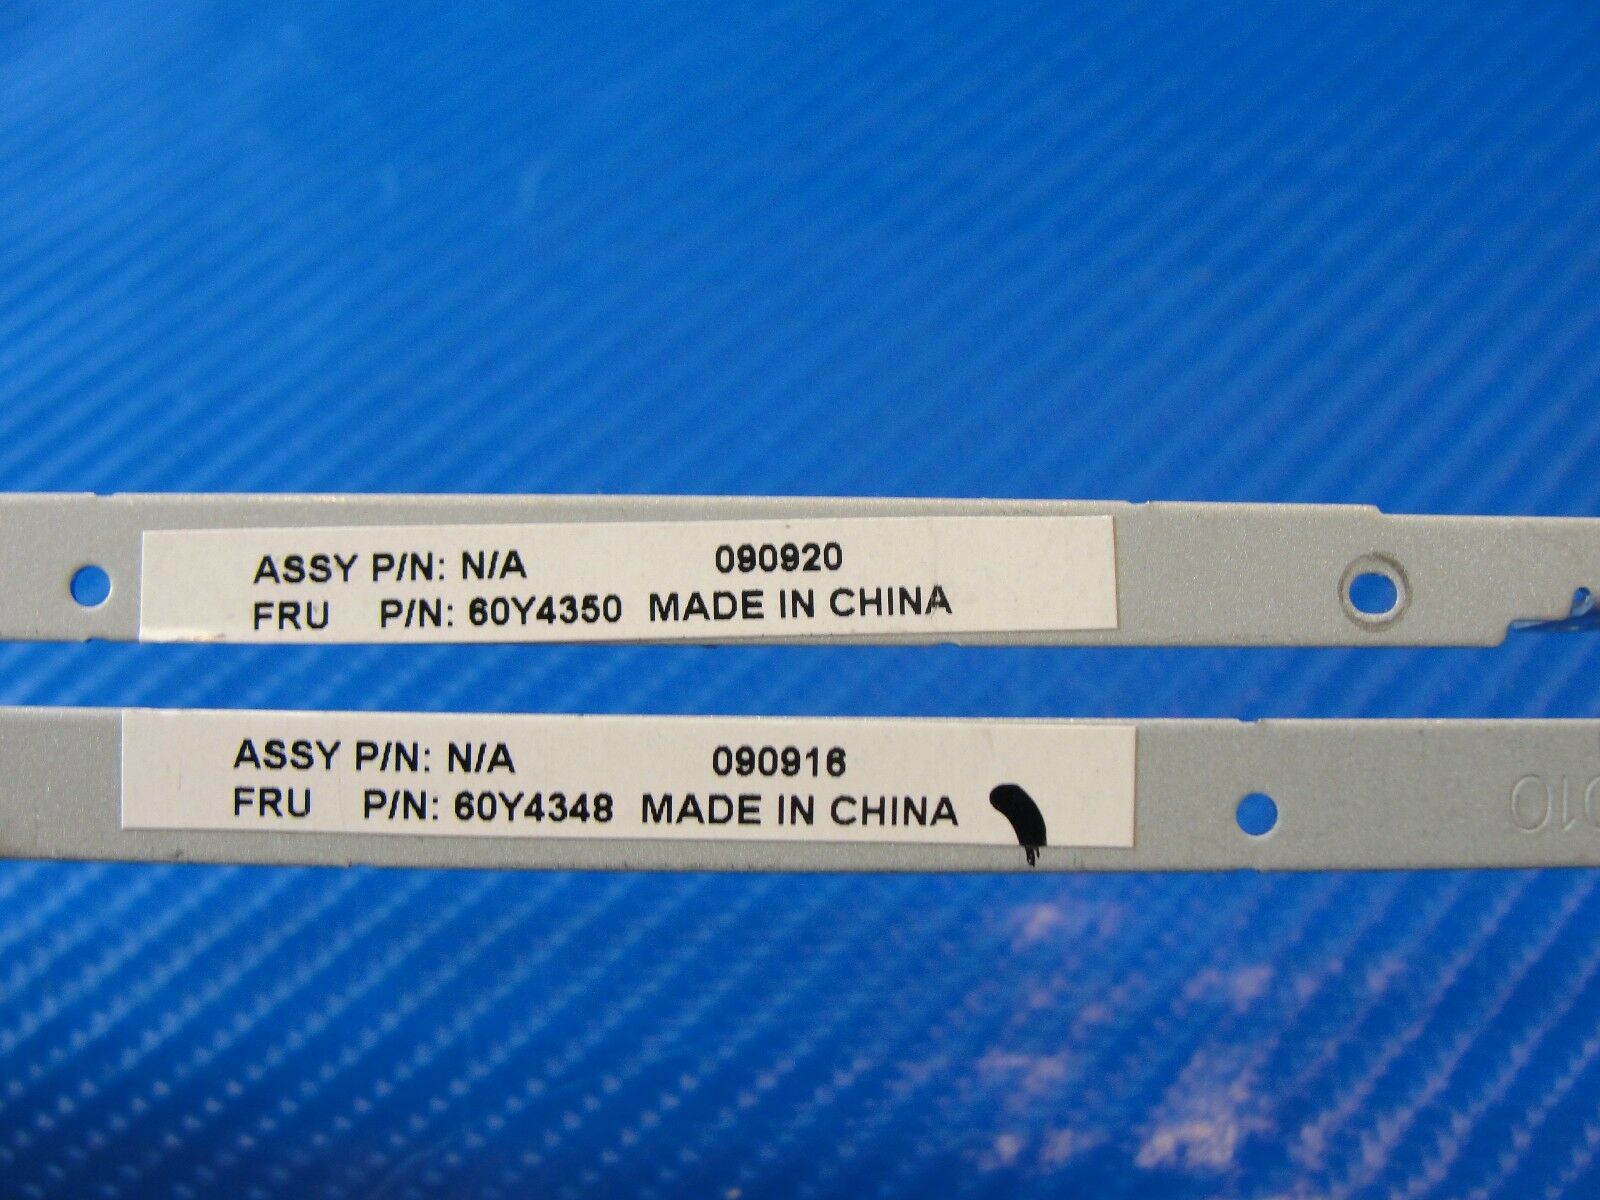 ASSY P/N: N/A 090920
FRU P/N: 60Y4350 MADE IN CHINA
ASSY P/N: N/A 090916
FRU P/N: 60Y4348 MADE IN CHINA